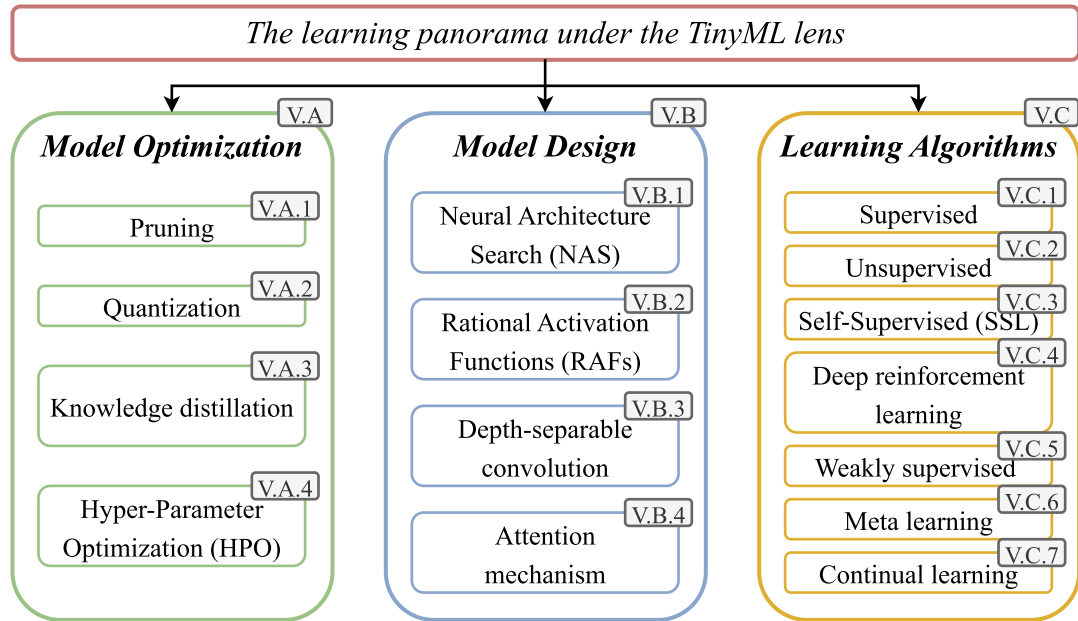 The learning panorama under the TinyML lens
V.A
Model Optimization
V.A.1
Pruning
V.A.2
Quantization
V.A.3
Knowledge distillation
V.A.4
Hyper-Parameter
Optimization (HPO)
V.B
Model Design
V.B.1
Neural Architecture
Search (NAS)
V.B.2
Rational Activation
Functions (RAFs)
V.B.3
Depth-separable
convolution
V.B.4
Attention
mechanism
V.C
Learning Algorithms
V.C.1
Supervised
V.C.2
Unsupervised
V.C.3
Self-Supervised (SSL)
V.C.4
Deep reinforcement
learning
V.C.5
Weakly supervised
V.C.6
Meta learning
V.C.7
Continual learning